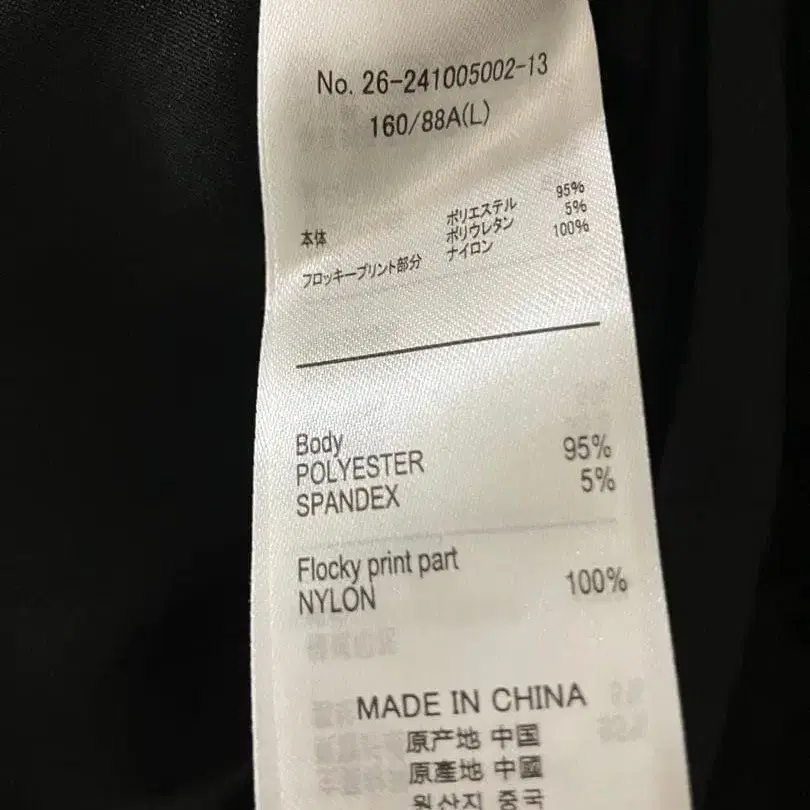 No. 26-241005002-13
160/88A(L)
本体 ポリエステル 95%
ポリウレタン 5%
フロッキープリント部分 ナイロン 100%
Body
POLYESTER 95%
SPANDEX 5%
Flocky print part
NYLON 100%
MADE IN CHINA
原产地 中国
原產地 中國
원산지 중국